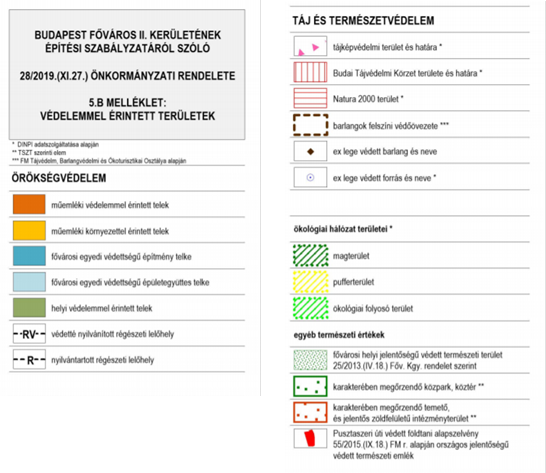 BUDAPEST FŐVÁROS II. KERÜLETÉNEK
ÉPÍTÉSI SZABÁLYZATÁRÓL SZÓLÓ
28/2019.(XI.27.) ÖNKORMÁNYZATI RENDELETE
5.B MELLÉKLET:
VÉDELEMMEL ÉRINTETT TERÜLETEK
* DINPI adatszolgáltatása alapján
** TSZT szerinti elem
*** FM Tájvédelm, Barlangvédelmi és Ökoturisztikai Osztálya alapján
ÖRÖKSÉGVÉDELEM
műemléki védelemmel érintett telek
műemléki környezettel érintett telek
fővárosi egyedi védettségű építmény telke
fővárosi egyedi védettségű épületegyüttes telke
helyi védelemmel érintett telek
RV védetté nyilvánított régészeti lelőhely
R nyilvántartott régészeti lelőhely
TÁJ ÉS TERMÉSZETVÉDELEM
tájképvédelmi terület és határa *
Budai Tájvédelmi Körzet területe és határa *
Natura 2000 terület *
barlangok felszíni védőövezete ***
ex lege védett barlang és neve
ex lege védett forrás és neve *
ökológiai hálózat területei *
magterület
pufferterület
ökológiai folyosó terület
egyéb természeti értékek
fővárosi helyi jelentőségű védett természeti terület
25/2013.(IV.18.) Főv. Kgy. rendelet szerint
karakterében megőrzendő közpark, köztér **
karakterében megőrzendő temető,
és jelentős zöldfelületű intézményterület **
Pusztaszeri úti védett földtani alapszelvény
55/2015.(IX.18.) FM r. alapján országos jelentőségű
védett természeti emlék